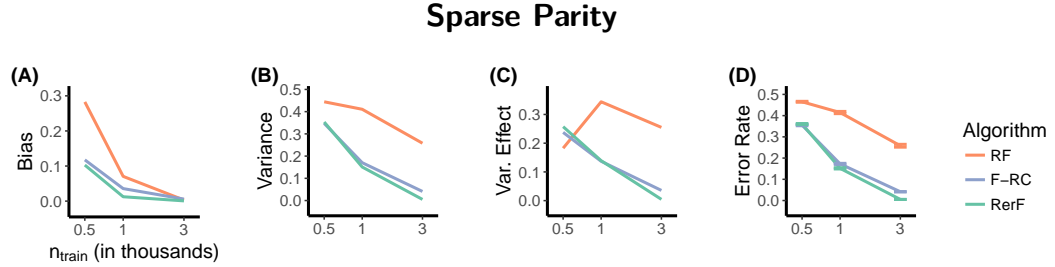 Sparse Parity
(A)
Bias
0.3
0.2
0.1
0.0
0.5 1 3
n_train (in thousands)
(B)
Variance
0.5
0.4
0.3
0.2
0.1
0.0
0.5 1 3
(C)
Var. Effect
0.3
0.2
0.1
0.0
0.5 1 3
(D)
Error Rate
0.5
0.4
0.3
0.2
0.1
0.0
0.5 1 3
Algorithm
RF
F−RC
RerF